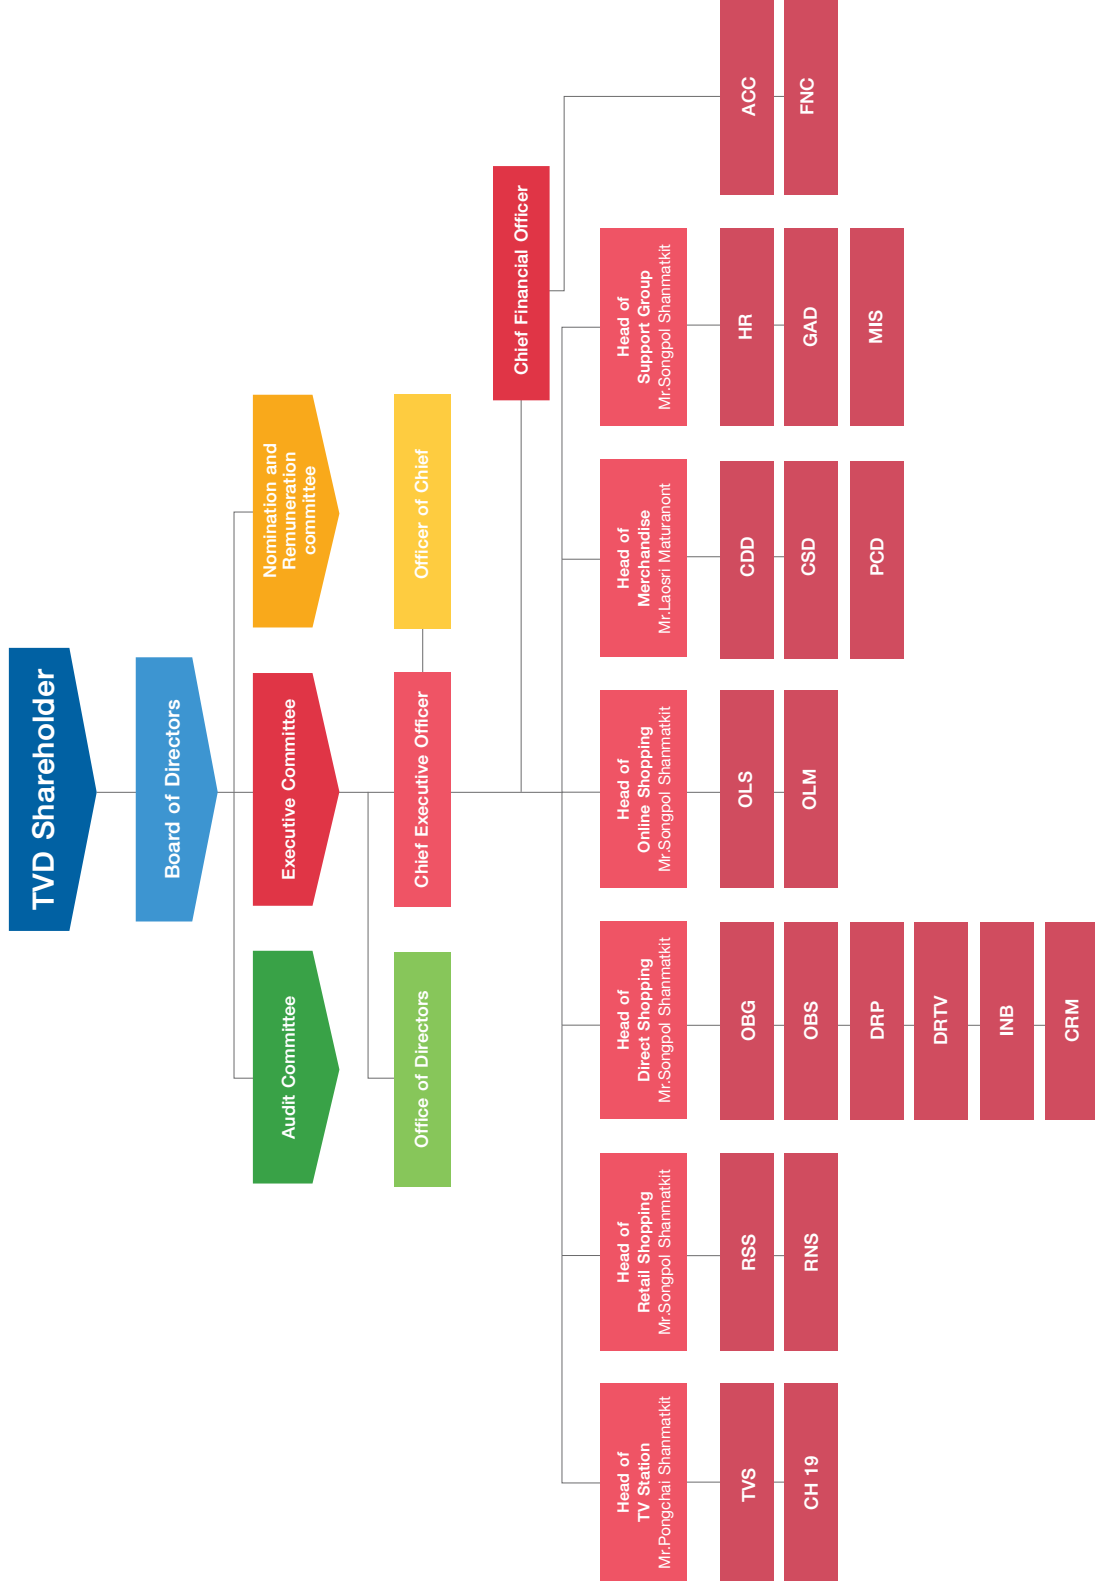 TVD Shareholder
Board of Directors
Audit Committee
Executive Committee
Nomination and
Remuneration
committee
Office of Directors
Chief Executive Officer
Officer of Chief
Chief Financial Officer
Head of
TV Station
Mr.Pongchai Shanmatkit
TVS
CH 19
Head of
Retail Shopping
Mr.Songpol Shanmatkit
RSS
RNS
Head of
Direct Shopping
Mr.Songpol Shanmatkit
OBG
OBS
DRP
DRTV
INB
CRM
Head of
Online Shopping
Mr.Songpol Shanmatkit
OLS
OLM
Head of
Merchandise
Mr.Laosri Maturanont
CDD
CSD
PCD
Head of
Support Group
Mr.Songpol Shanmatkit
HR
GAD
MIS
ACC
FNC